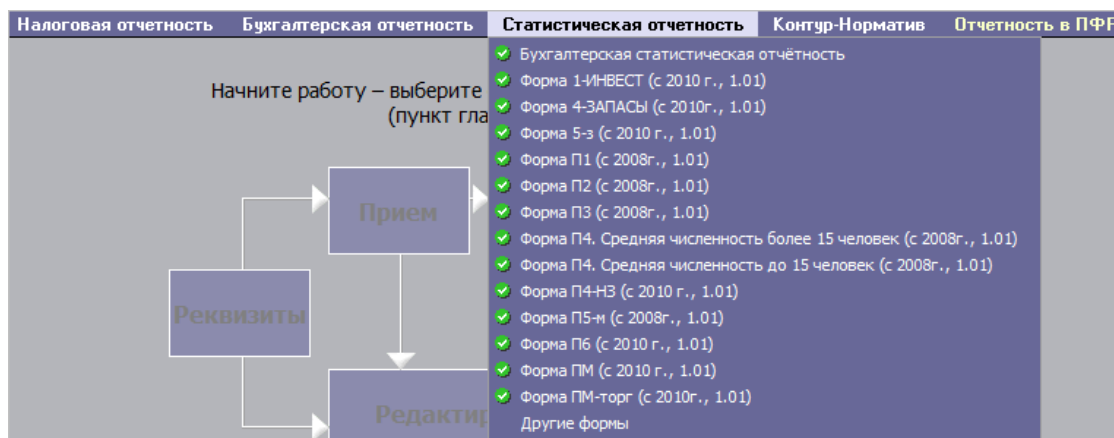 Налоговая отчетность Бухгалтерская отчетность Статистическая отчетность Контур-Норматив Отчетность в ПФР
Бухгалтерская статистическая отчётность
Начните работу – выберите
Форма 1-ИНВЕСТ (с 2010 г., 1.01)
(пункт гла
Форма 4-ЗАПАСЫ (с 2010г., 1.01)
Форма 5-з (с 2010 г., 1.01)
Форма П1 (с 2008г., 1.01)
Форма П2 (с 2008г., 1.01)
Форма П3 (с 2008г., 1.01)
Форма П4. Средняя численность более 15 человек (с 2008г., 1.01)
Форма П4. Средняя численность до 15 человек (с 2008г., 1.01)
Форма П4-НЗ (с 2010 г., 1.01)
Форма П5-м (с 2008г., 1.01)
Форма П6 (с 2010 г., 1.01)
Форма ПМ (с 2010 г., 1.01)
Форма ПМ-торг (с 2010г., 1.01)
Другие формы
Прием
Реквизиты
Редактир